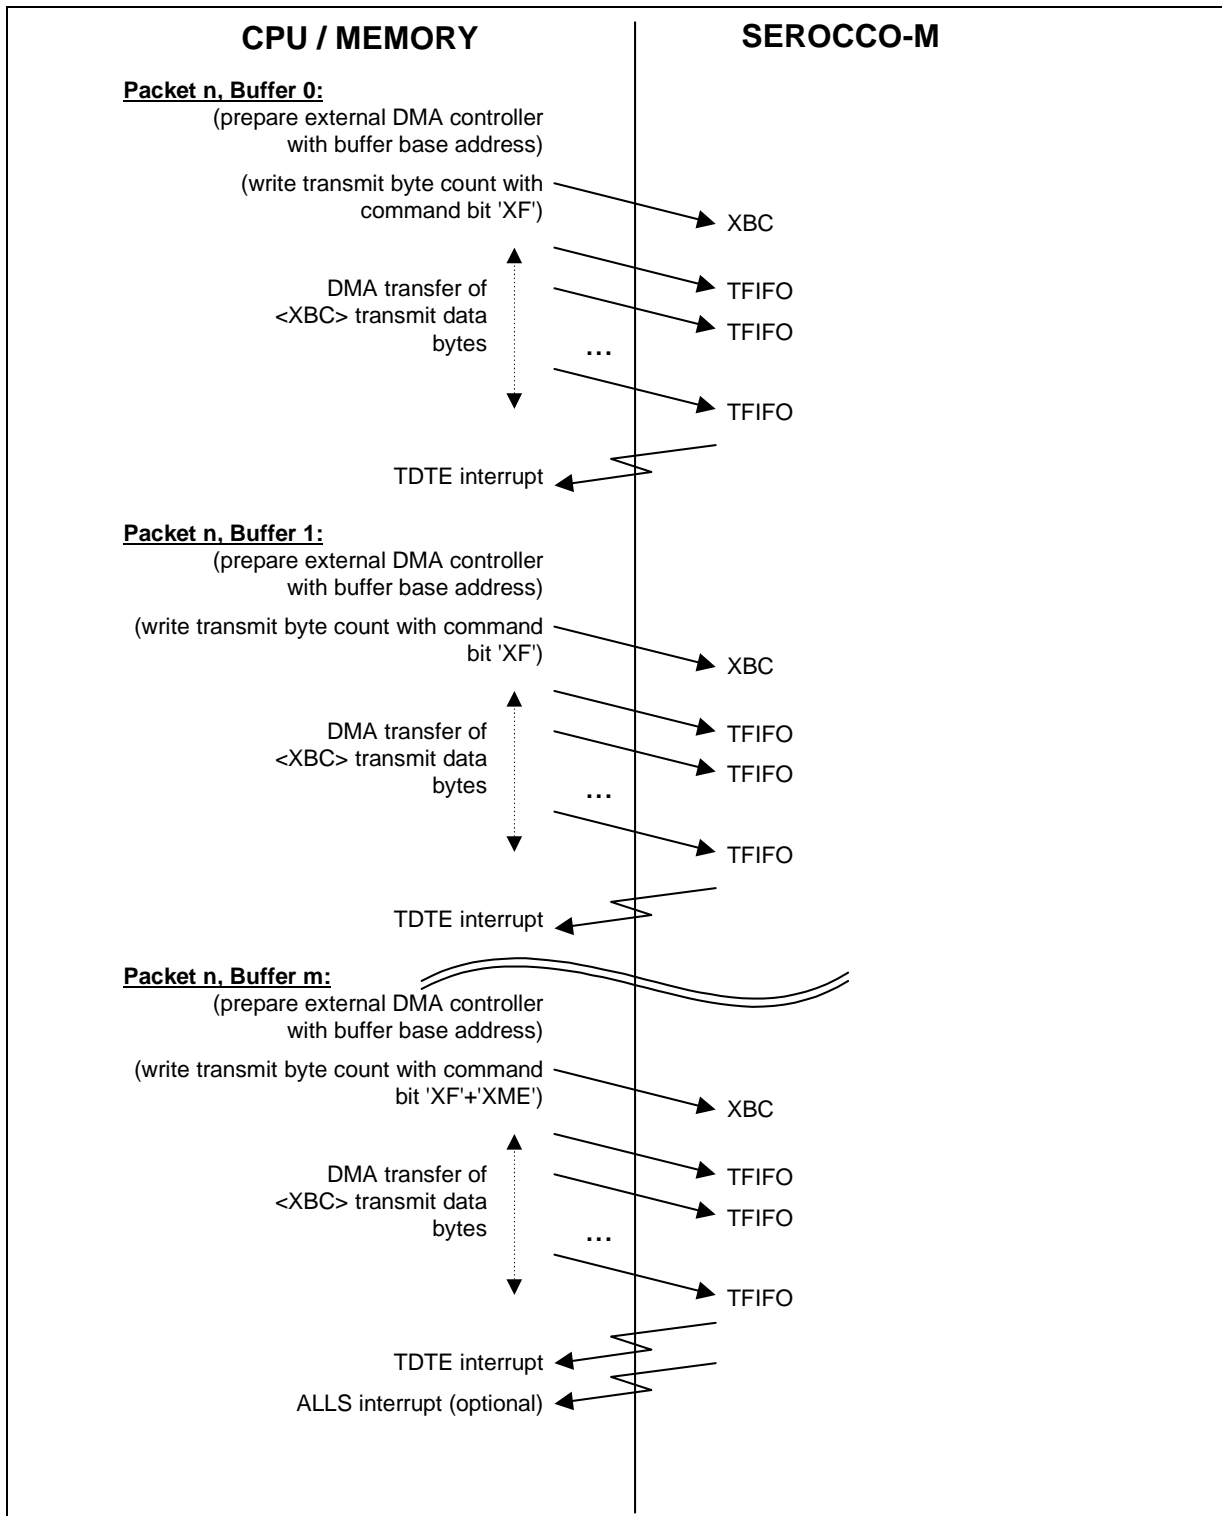 CPU / MEMORY
SEROCCO-M
Packet n, Buffer 0:
(prepare external DMA controller
with buffer base address)
(write transmit byte count with
command bit 'XF')
XBC
TFIFO
DMA transfer of
<XBC> transmit data
bytes
TFIFO
...
TFIFO
TDTE interrupt
Packet n, Buffer 1:
(prepare external DMA controller
with buffer base address)
(write transmit byte count with command
bit 'XF')
XBC
TFIFO
DMA transfer of
<XBC> transmit data
bytes
TFIFO
...
TFIFO
TDTE interrupt
Packet n, Buffer m:
(prepare external DMA controller
with buffer base address)
(write transmit byte count with command
bit 'XF'+'XME')
XBC
TFIFO
DMA transfer of
<XBC> transmit data
bytes
TFIFO
...
TFIFO
TDTE interrupt
ALLS interrupt (optional)